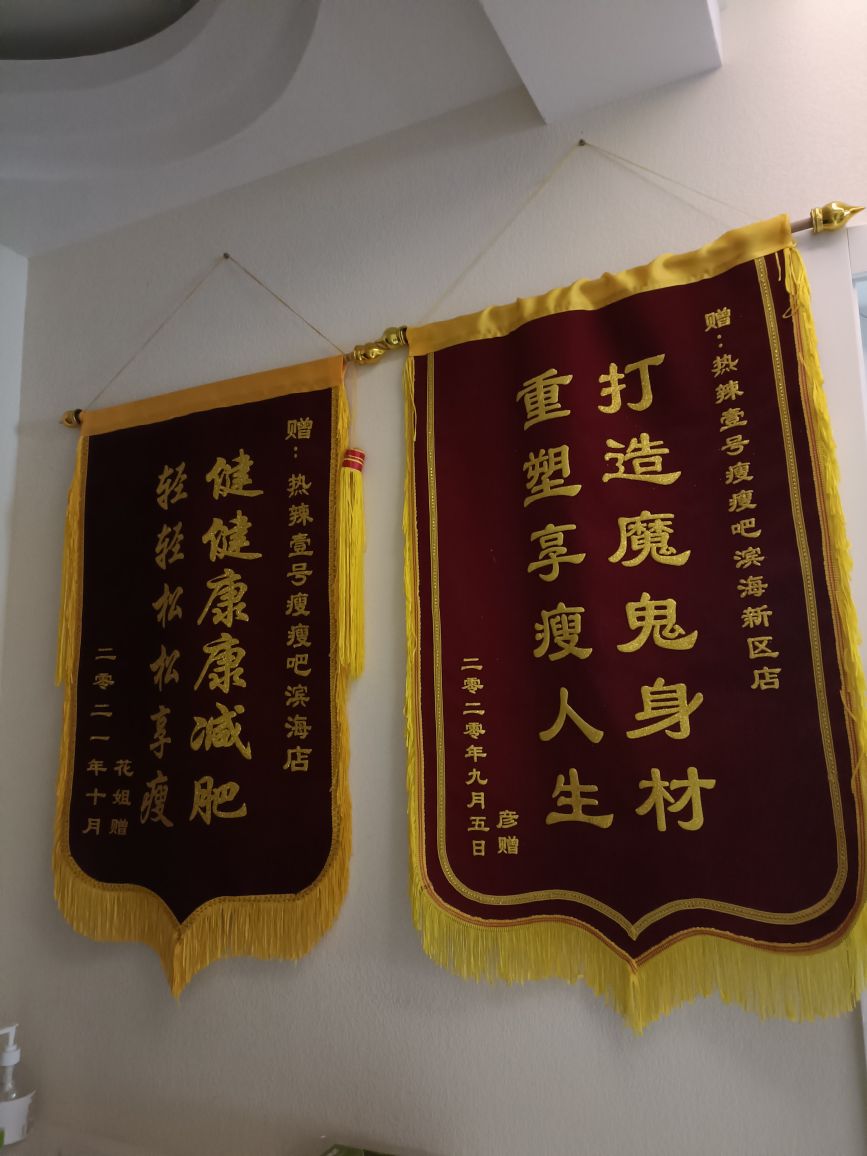 赠：热辣壹号瘦瘦吧滨海店
健健康康减肥
轻轻松松享瘦
花姐赠
二零二一年十月
赠：热辣壹号瘦瘦吧滨海新区店
打造魔鬼身材
重塑享瘦人生
彦赠
二零二零年九月五日